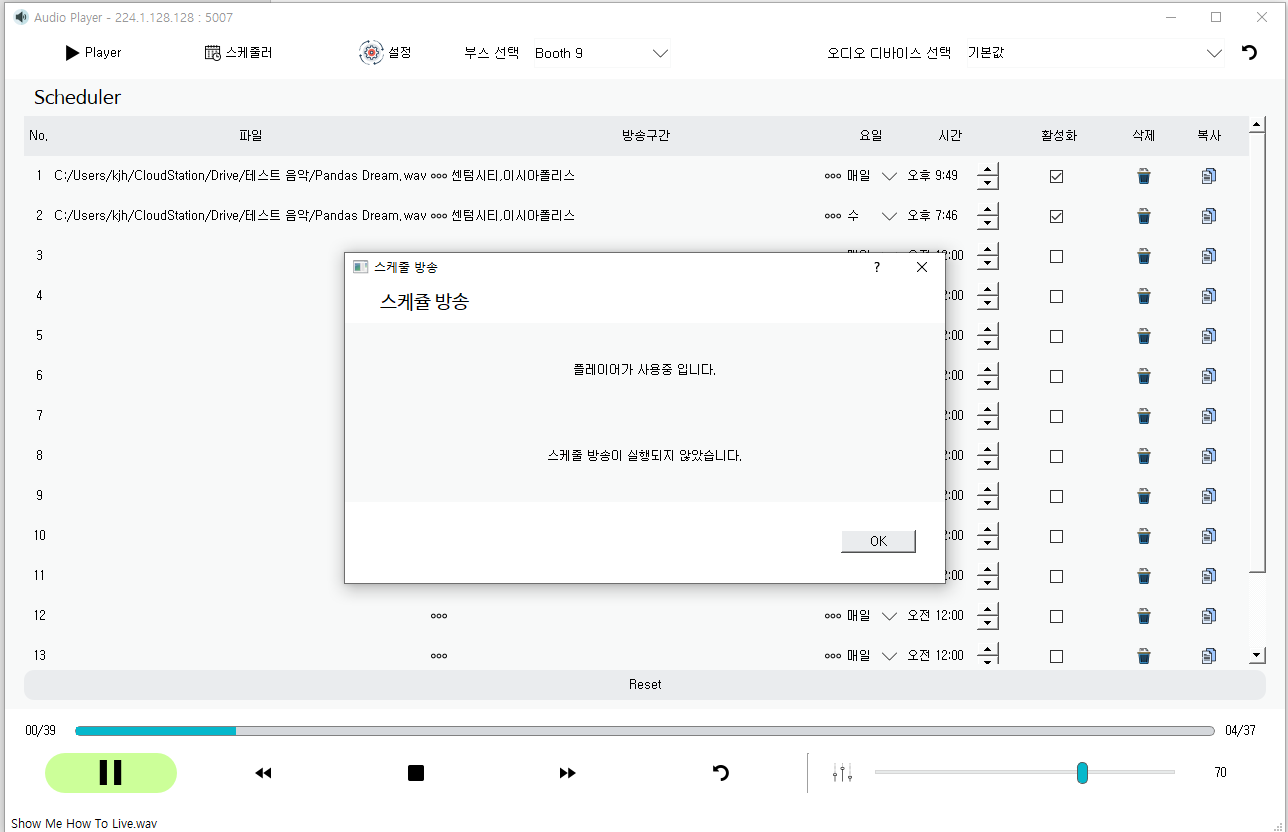 Audio Player - 224.1.128.128 : 5007
Player 스케줄러 설정 부스 선택 Booth 9 오디오 디바이스 선택 기본값
Scheduler
No. 파일 방송구간 요일 시간 활성화 삭제 복사
1 C:/Users/kjh/CloudStation/Drive/테스트 음악/Pandas Dream.wav 센텀시티,이시아폴리스 매일 오후 9:49
2 C:/Users/kjh/CloudStation/Drive/테스트 음악/Pandas Dream.wav 센텀시티,이시아폴리스 수 오후 7:46
3
스케줄 방송
스케쥴 방송
4
5
6
플레이어가 사용중 입니다.
7
8
스케줄 방송이 실행되지 않았습니다.
9
10
OK
11
12 매일 오전 12:00
13 매일 오전 12:00
Reset
00/39 04/37
70
Show Me How To Live.wav